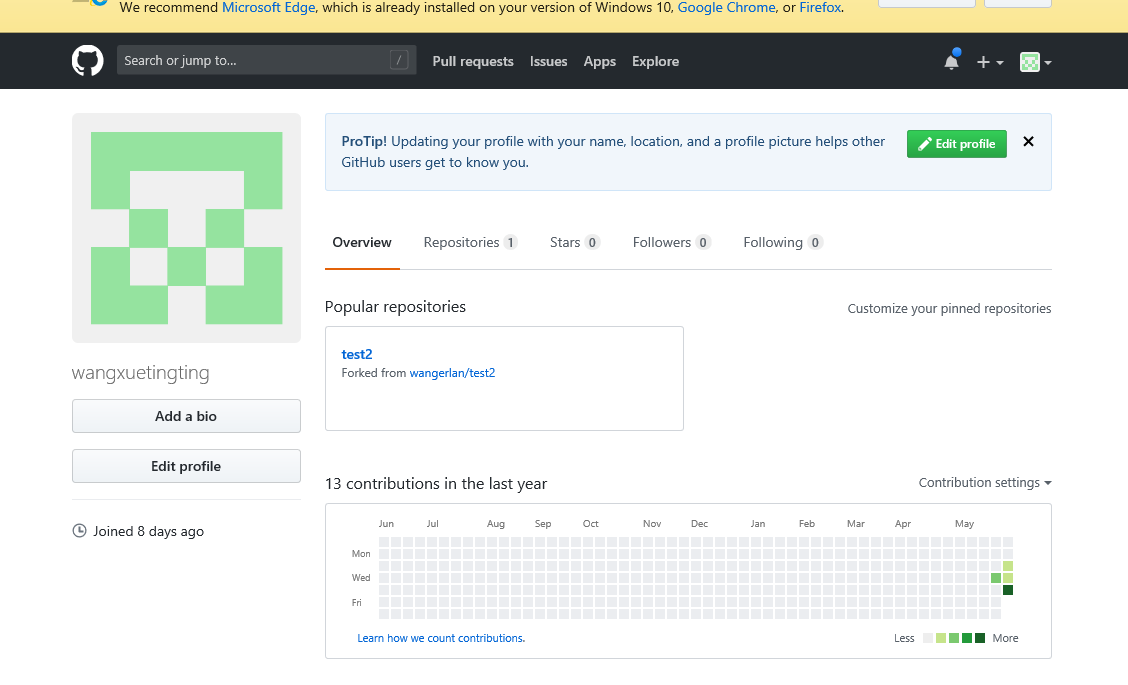 We recommend Microsoft Edge, which is already installed on your version of Windows 10, Google Chrome, or Firefox.
Search or jump to...
/
Pull requests
Issues
Apps
Explore
ProTip! Updating your profile with your name, location, and a profile picture helps other
GitHub users get to know you.
Edit profile
Overview
Repositories 1
Stars 0
Followers 0
Following 0
Popular repositories
Customize your pinned repositories
test2
Forked from wangerlan/test2
wangxuetingting
Add a bio
Edit profile
Joined 8 days ago
13 contributions in the last year
Contribution settings
Jun Jul Aug Sep Oct Nov Dec Jan Feb Mar Apr May
Mon
Wed
Fri
Learn how we count contributions.
Less
More